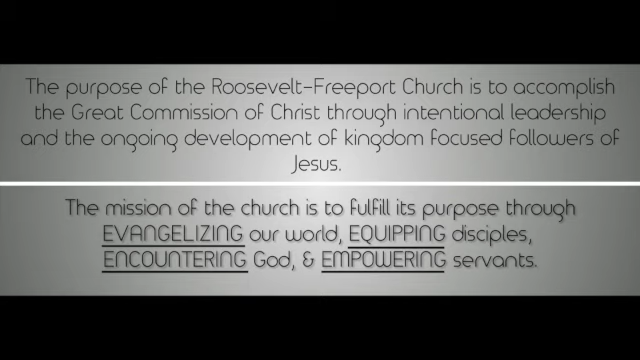 The purpose of the Roosevelt-Freeport Church is to accomplish
the Great Commission of Christ through intentional leadership
and the ongoing development of kingdom focused followers of
Jesus.
The mission of the church is to fulfill its purpose through
EVANGELIZING our world, EQUIPPING disciples,
ENCOUNTERING God, & EMPOWERING servants.